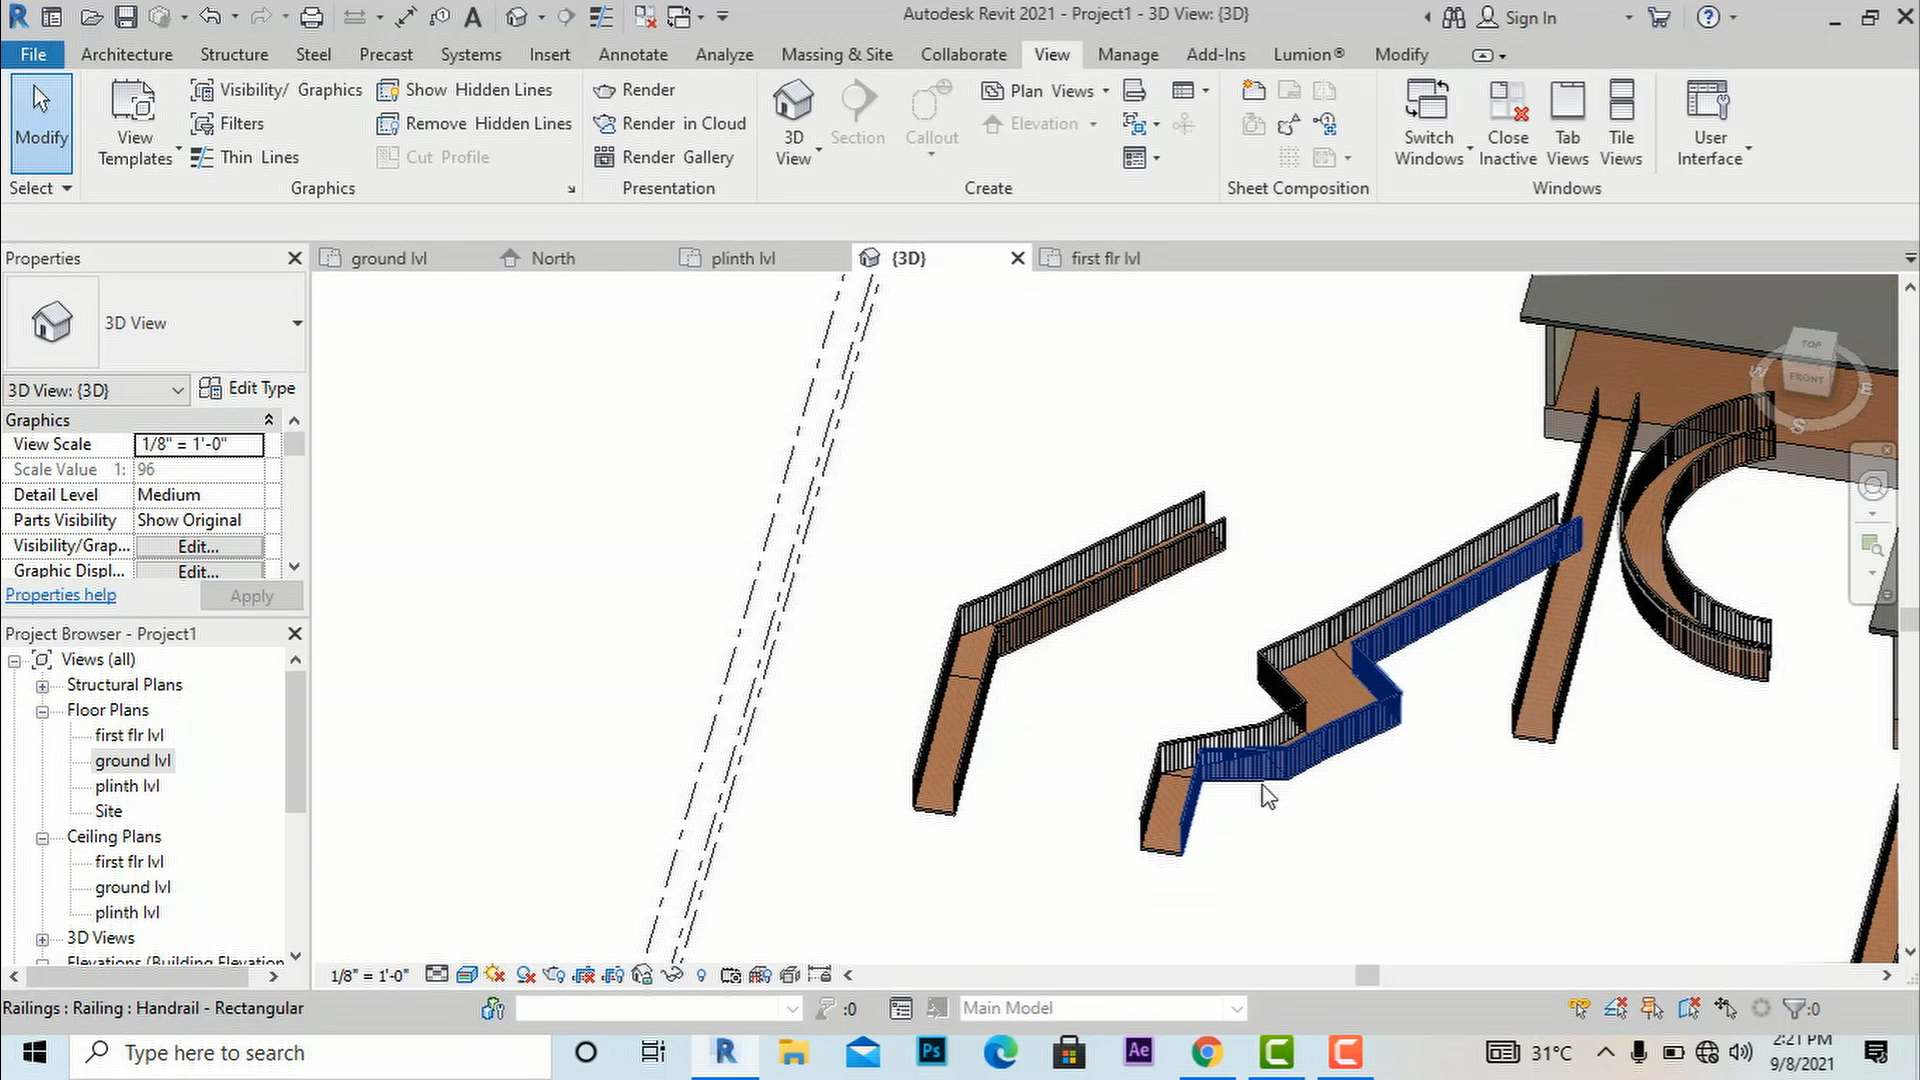 Autodesk Revit 2021 - Project1 - 3D View: {3D}
Sign In
File Architecture Structure Steel Precast Systems Insert Annotate Analyze Massing & Site Collaborate View Manage Add-Ins Lumion® Modify
Modify
Select
View Templates
Visibility/ Graphics
Filters
Thin Lines
Show Hidden Lines
Remove Hidden Lines
Cut Profile
Graphics
Render
Render in Cloud
Render Gallery
Presentation
3D View
Section
Callout
Plan Views
Elevation
Create
Sheet Composition
Switch Windows
Close Inactive
Tab Views
Tile Views
Windows
User Interface
Properties
ground lvl
North
plinth lvl
{3D}
first flr lvl
3D View
3D View: {3D}
Edit Type
Graphics
View Scale 1/8" = 1'-0"
Scale Value 1: 96
Detail Level Medium
Parts Visibility Show Original
Visibility/Grap... Edit...
Graphic Displ... Edit...
Properties help
Apply
Project Browser - Project1
Views (all)
Structural Plans
Floor Plans
first flr lvl
ground lvl
plinth lvl
Site
Ceiling Plans
first flr lvl
ground lvl
plinth lvl
3D Views
Elevations (Building Elevation
TOP
FRONT
W
E
S
1/8" = 1'-0"
Railings : Railing : Handrail - Rectangular
:0
Main Model
:0
Type here to search
Ps
Ae
31°C
2:21 PM
9/8/2021